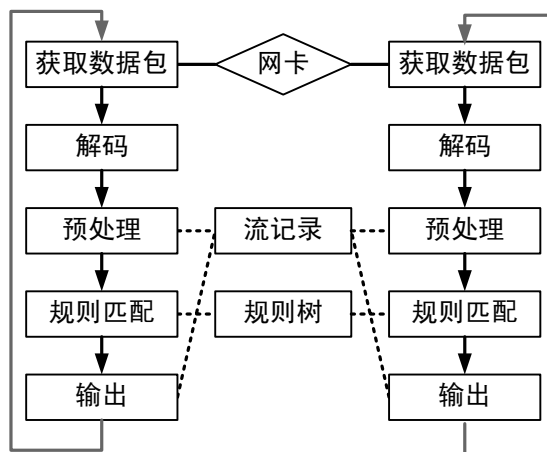 获取数据包
网卡
获取数据包
解码
解码
预处理
流记录
预处理
规则匹配
规则树
规则匹配
输出
输出